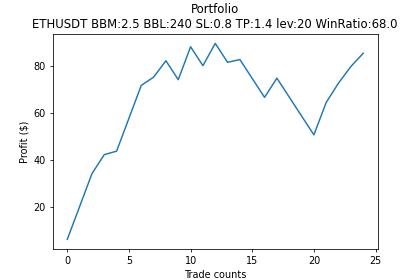 Portfolio
ETHUSDT BBM:2.5 BBL:240 SL:0.8 TP:1.4 lev:20 WinRatio:68.0
80
60
40
20
Profit ($)
0 5 10 15 20 25
Trade counts